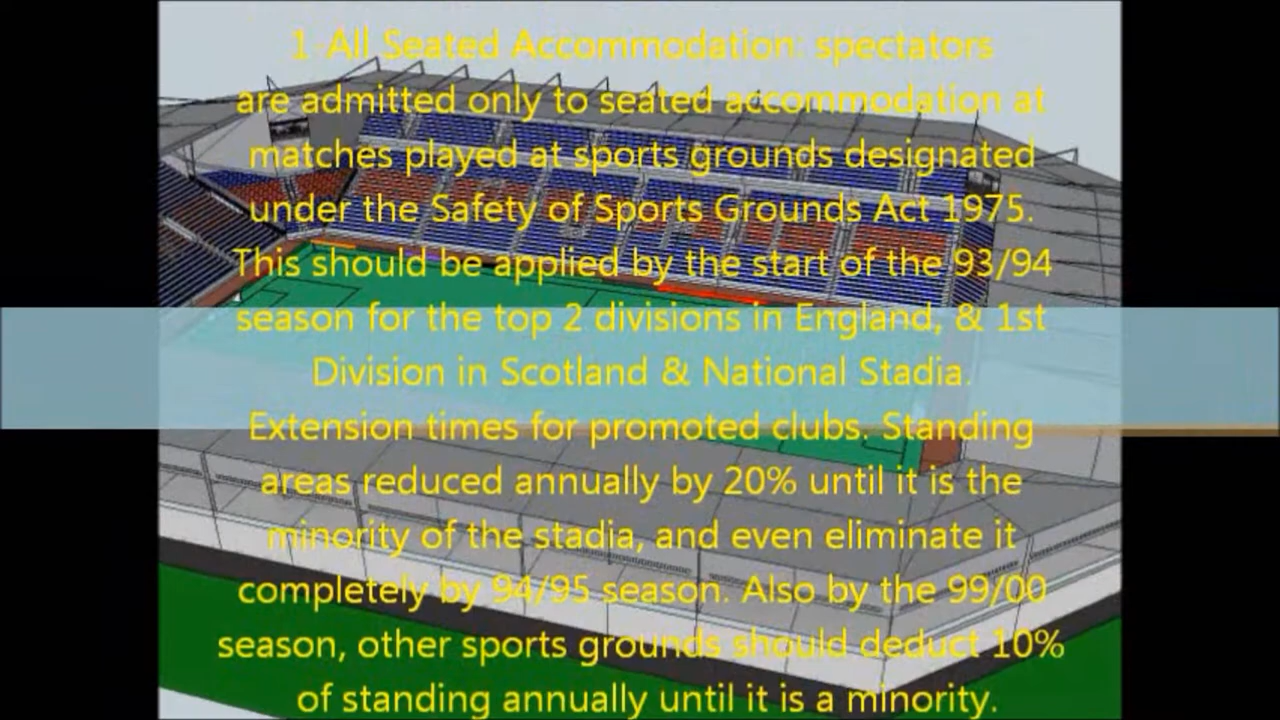 1-All Seated Accommodation: spectators
are admitted only to seated accommodation at
matches played at sports grounds designated
under the Safety of Sports Grounds Act 1975.
This should be applied by the start of the 93/94
season for the top 2 divisions in England, & 1st
Division in Scotland & National Stadia.
Extension times for promoted clubs. Standing
areas reduced annually by 20% until it is the
minority of the stadia, and even eliminate it
completely by 94/95 season. Also by the 99/00
season, other sports grounds should deduct 10%
of standing annually until it is a minority.